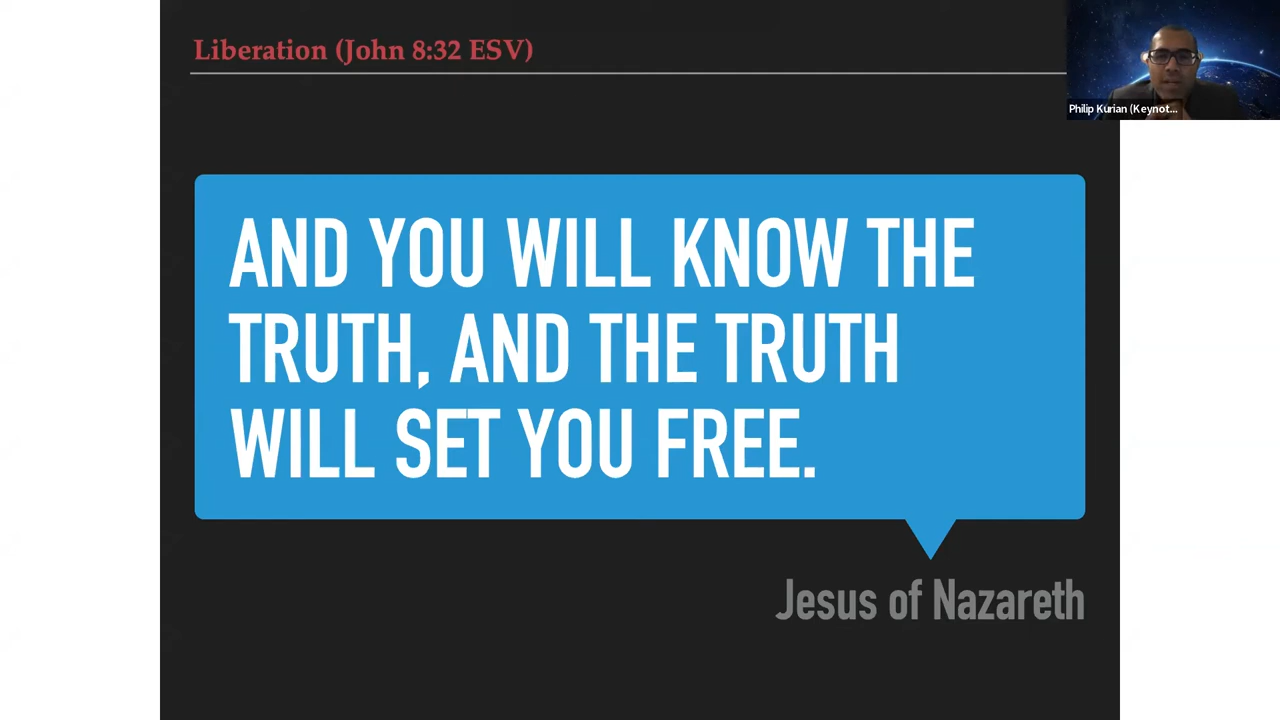 Liberation (John 8:32 ESV)
Philip Kurian (Keynot...
AND YOU WILL KNOW THE
TRUTH, AND THE TRUTH
WILL SET YOU FREE.
Jesus of Nazareth